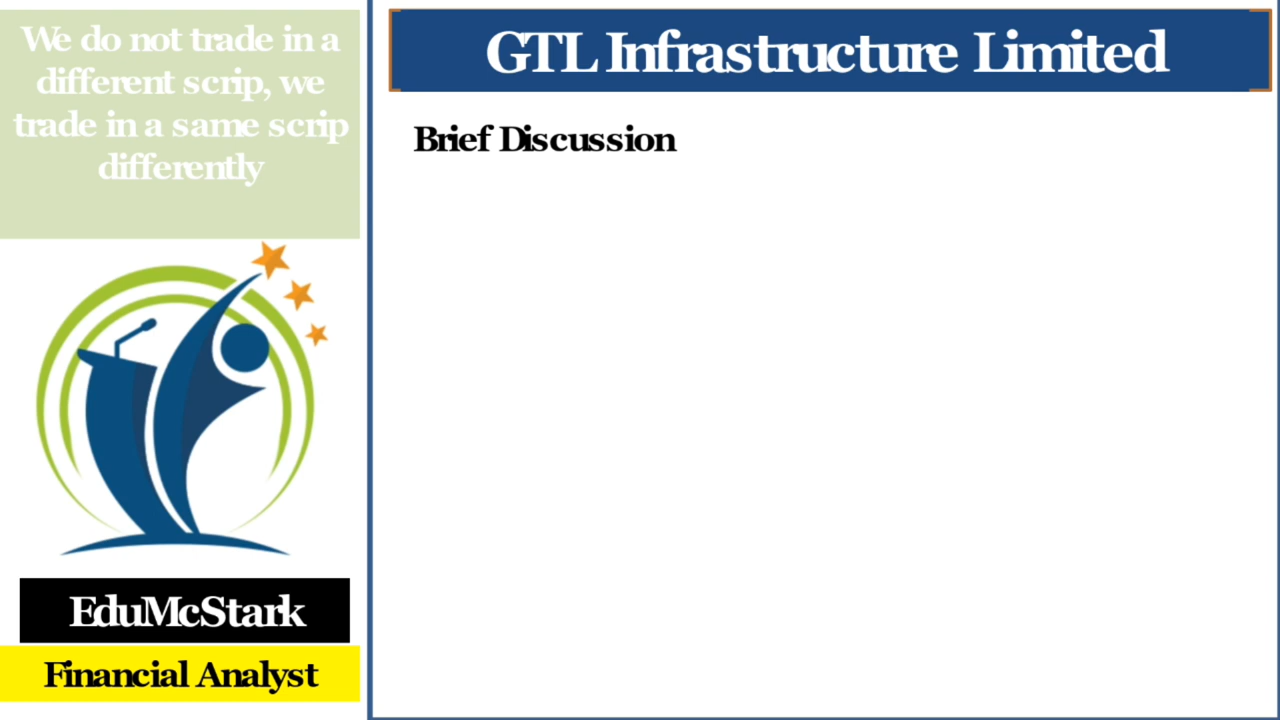 We do not trade in a
different scrip, we
trade in a same scrip
differently
EduMcStark
Financial Analyst
GTL Infrastructure Limited
Brief Discussion